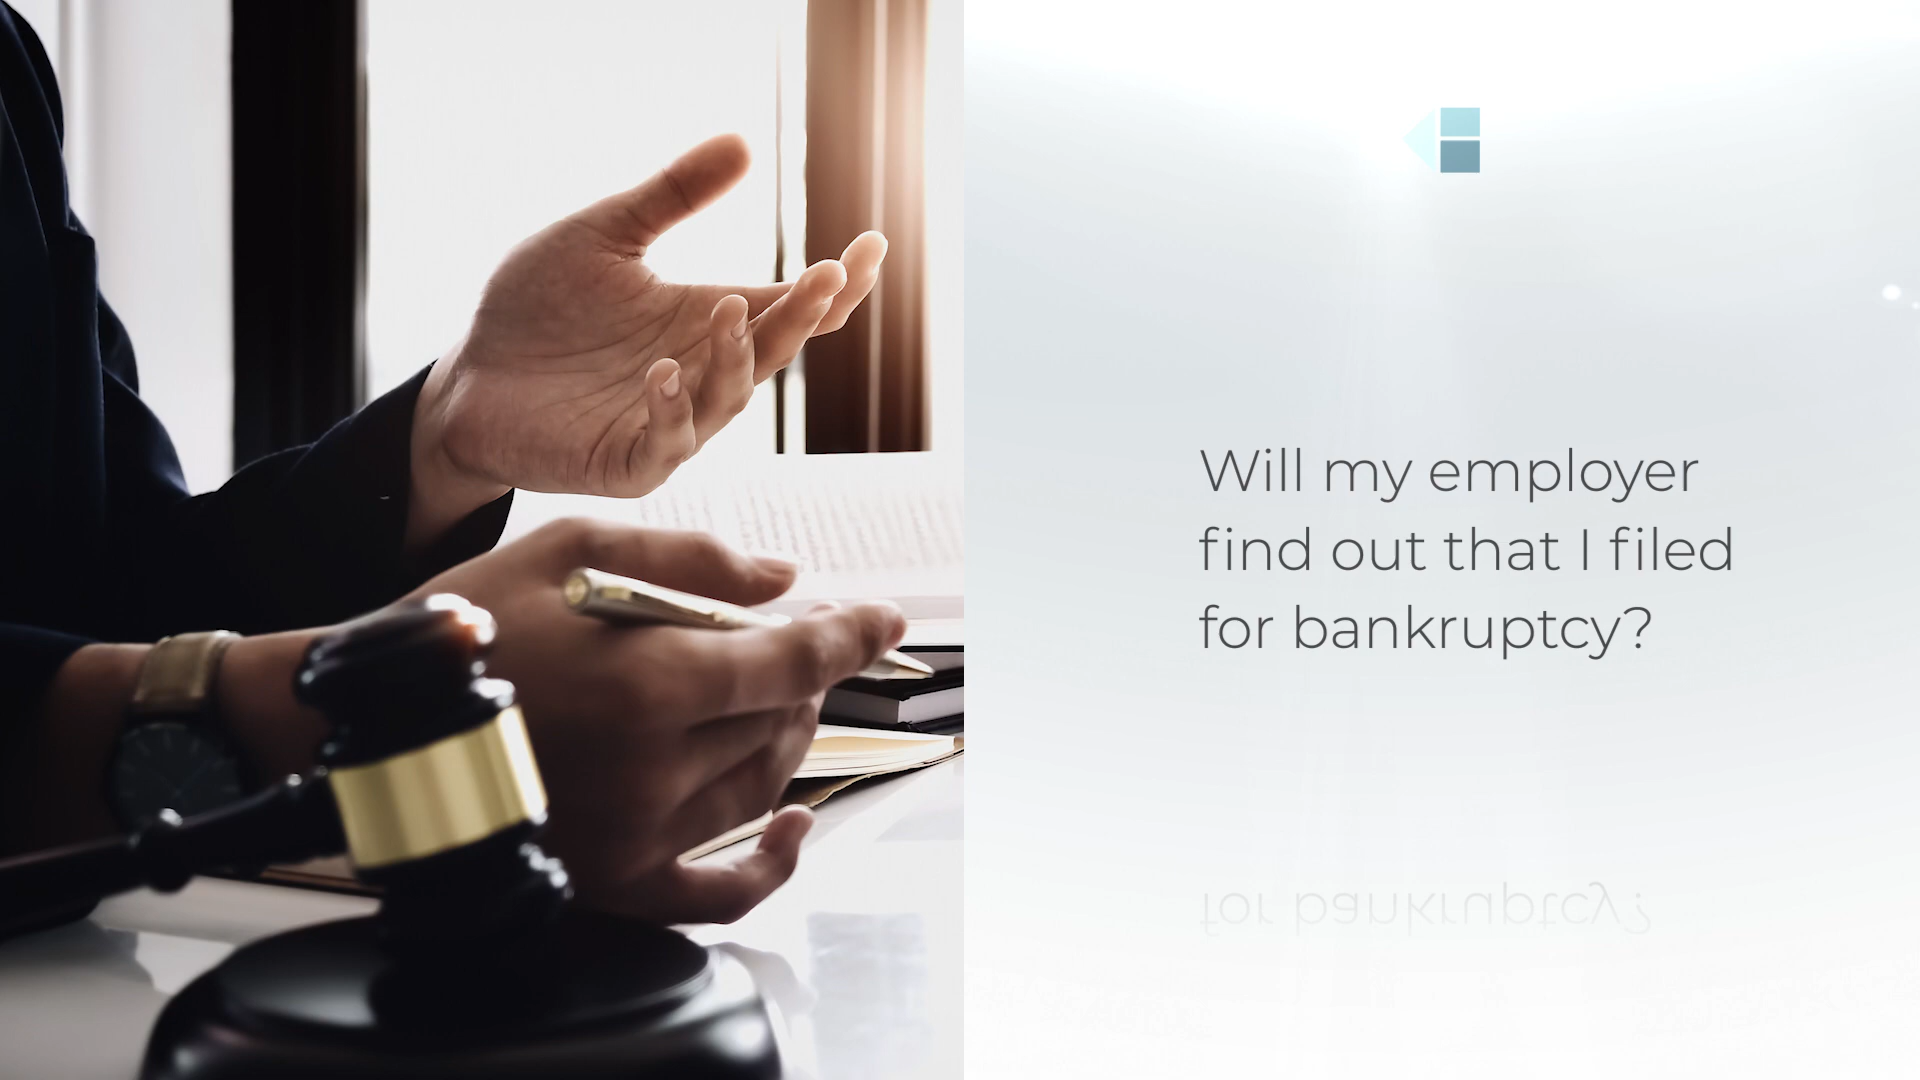 Will my employer
find out that I filed
for bankruptcy?